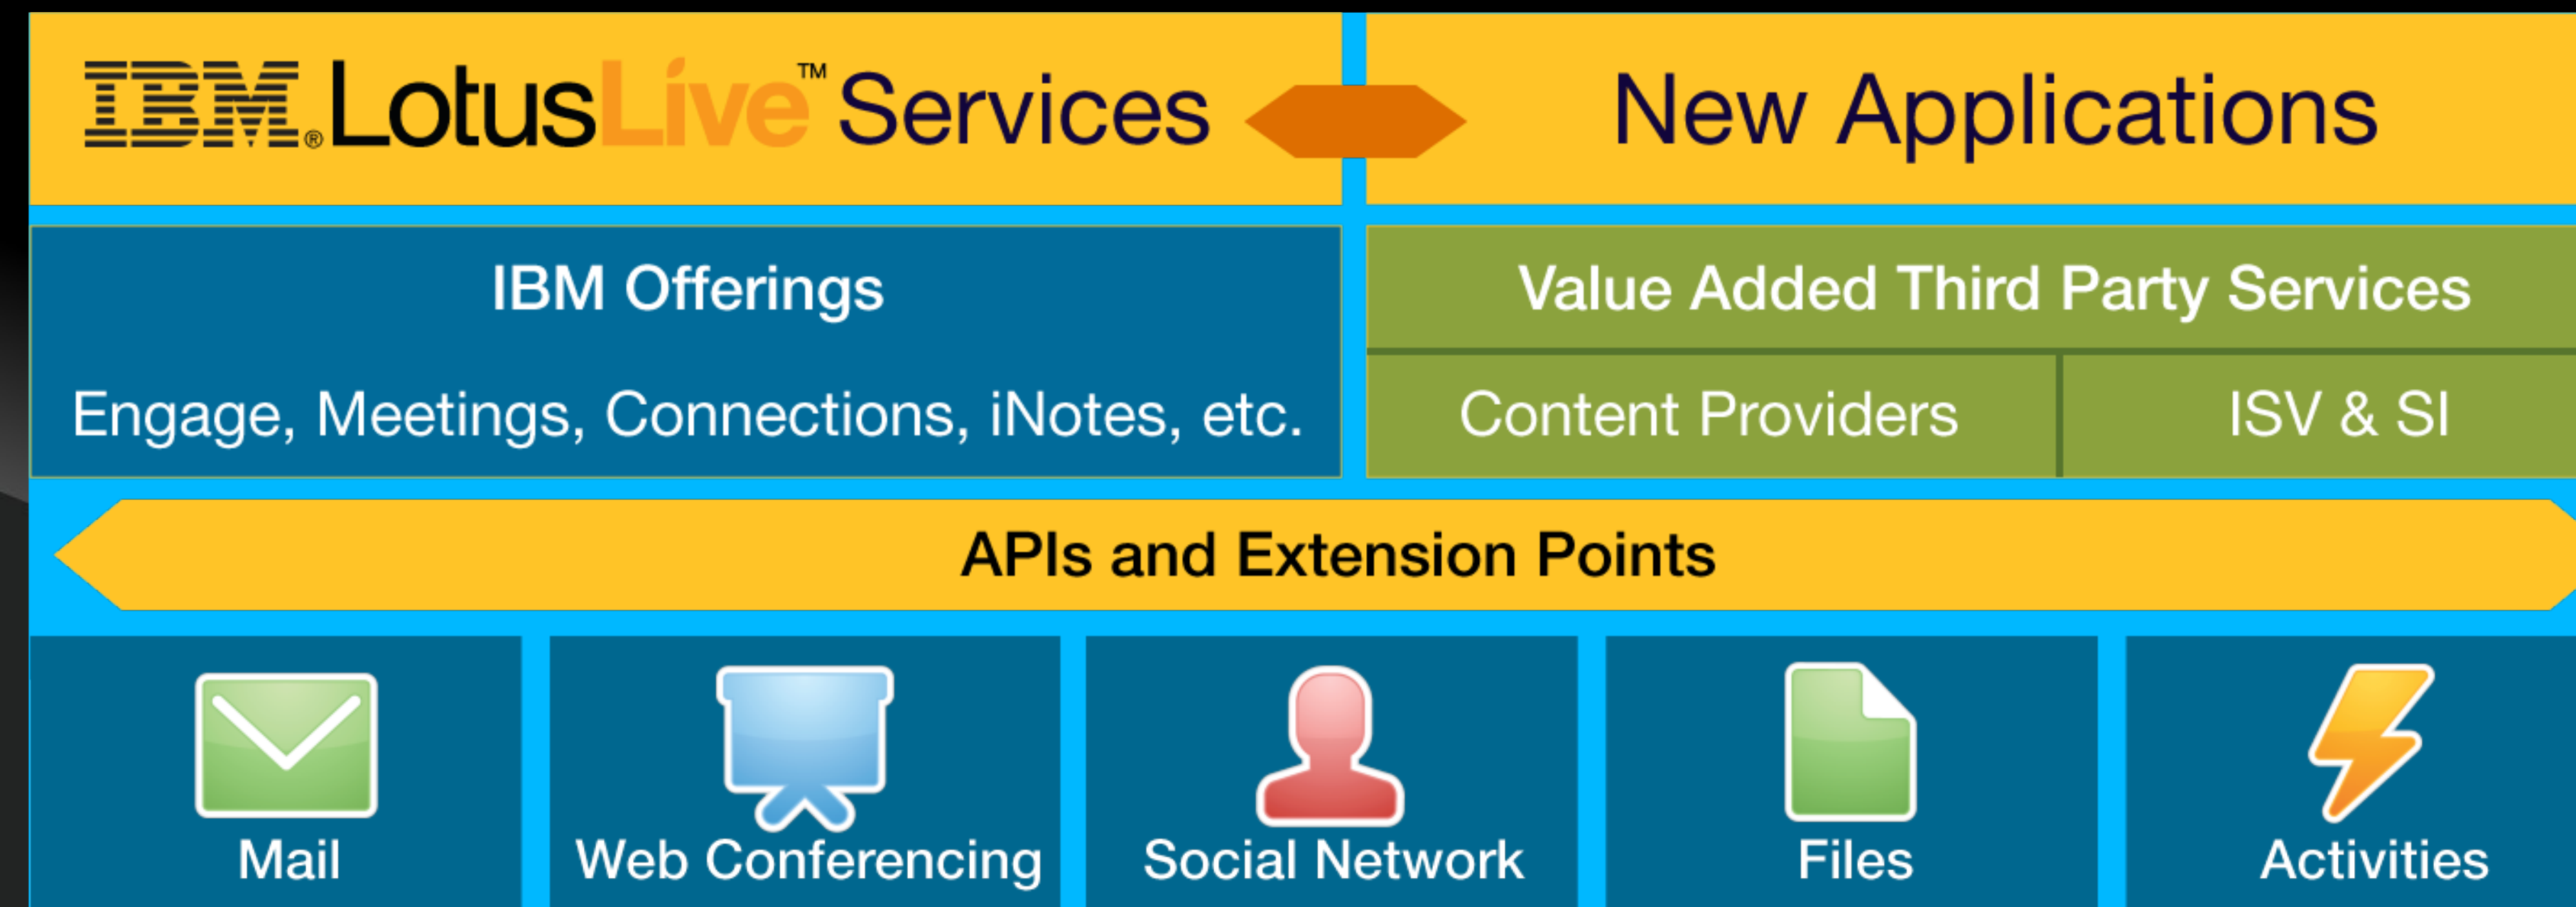 IBM® LotusLive™ Services
New Applications
IBM Offerings
Engage, Meetings, Connections, iNotes, etc.
Value Added Third Party Services
Content Providers
ISV & SI
APIs and Extension Points
Mail
Web Conferencing
Social Network
Files
Activities